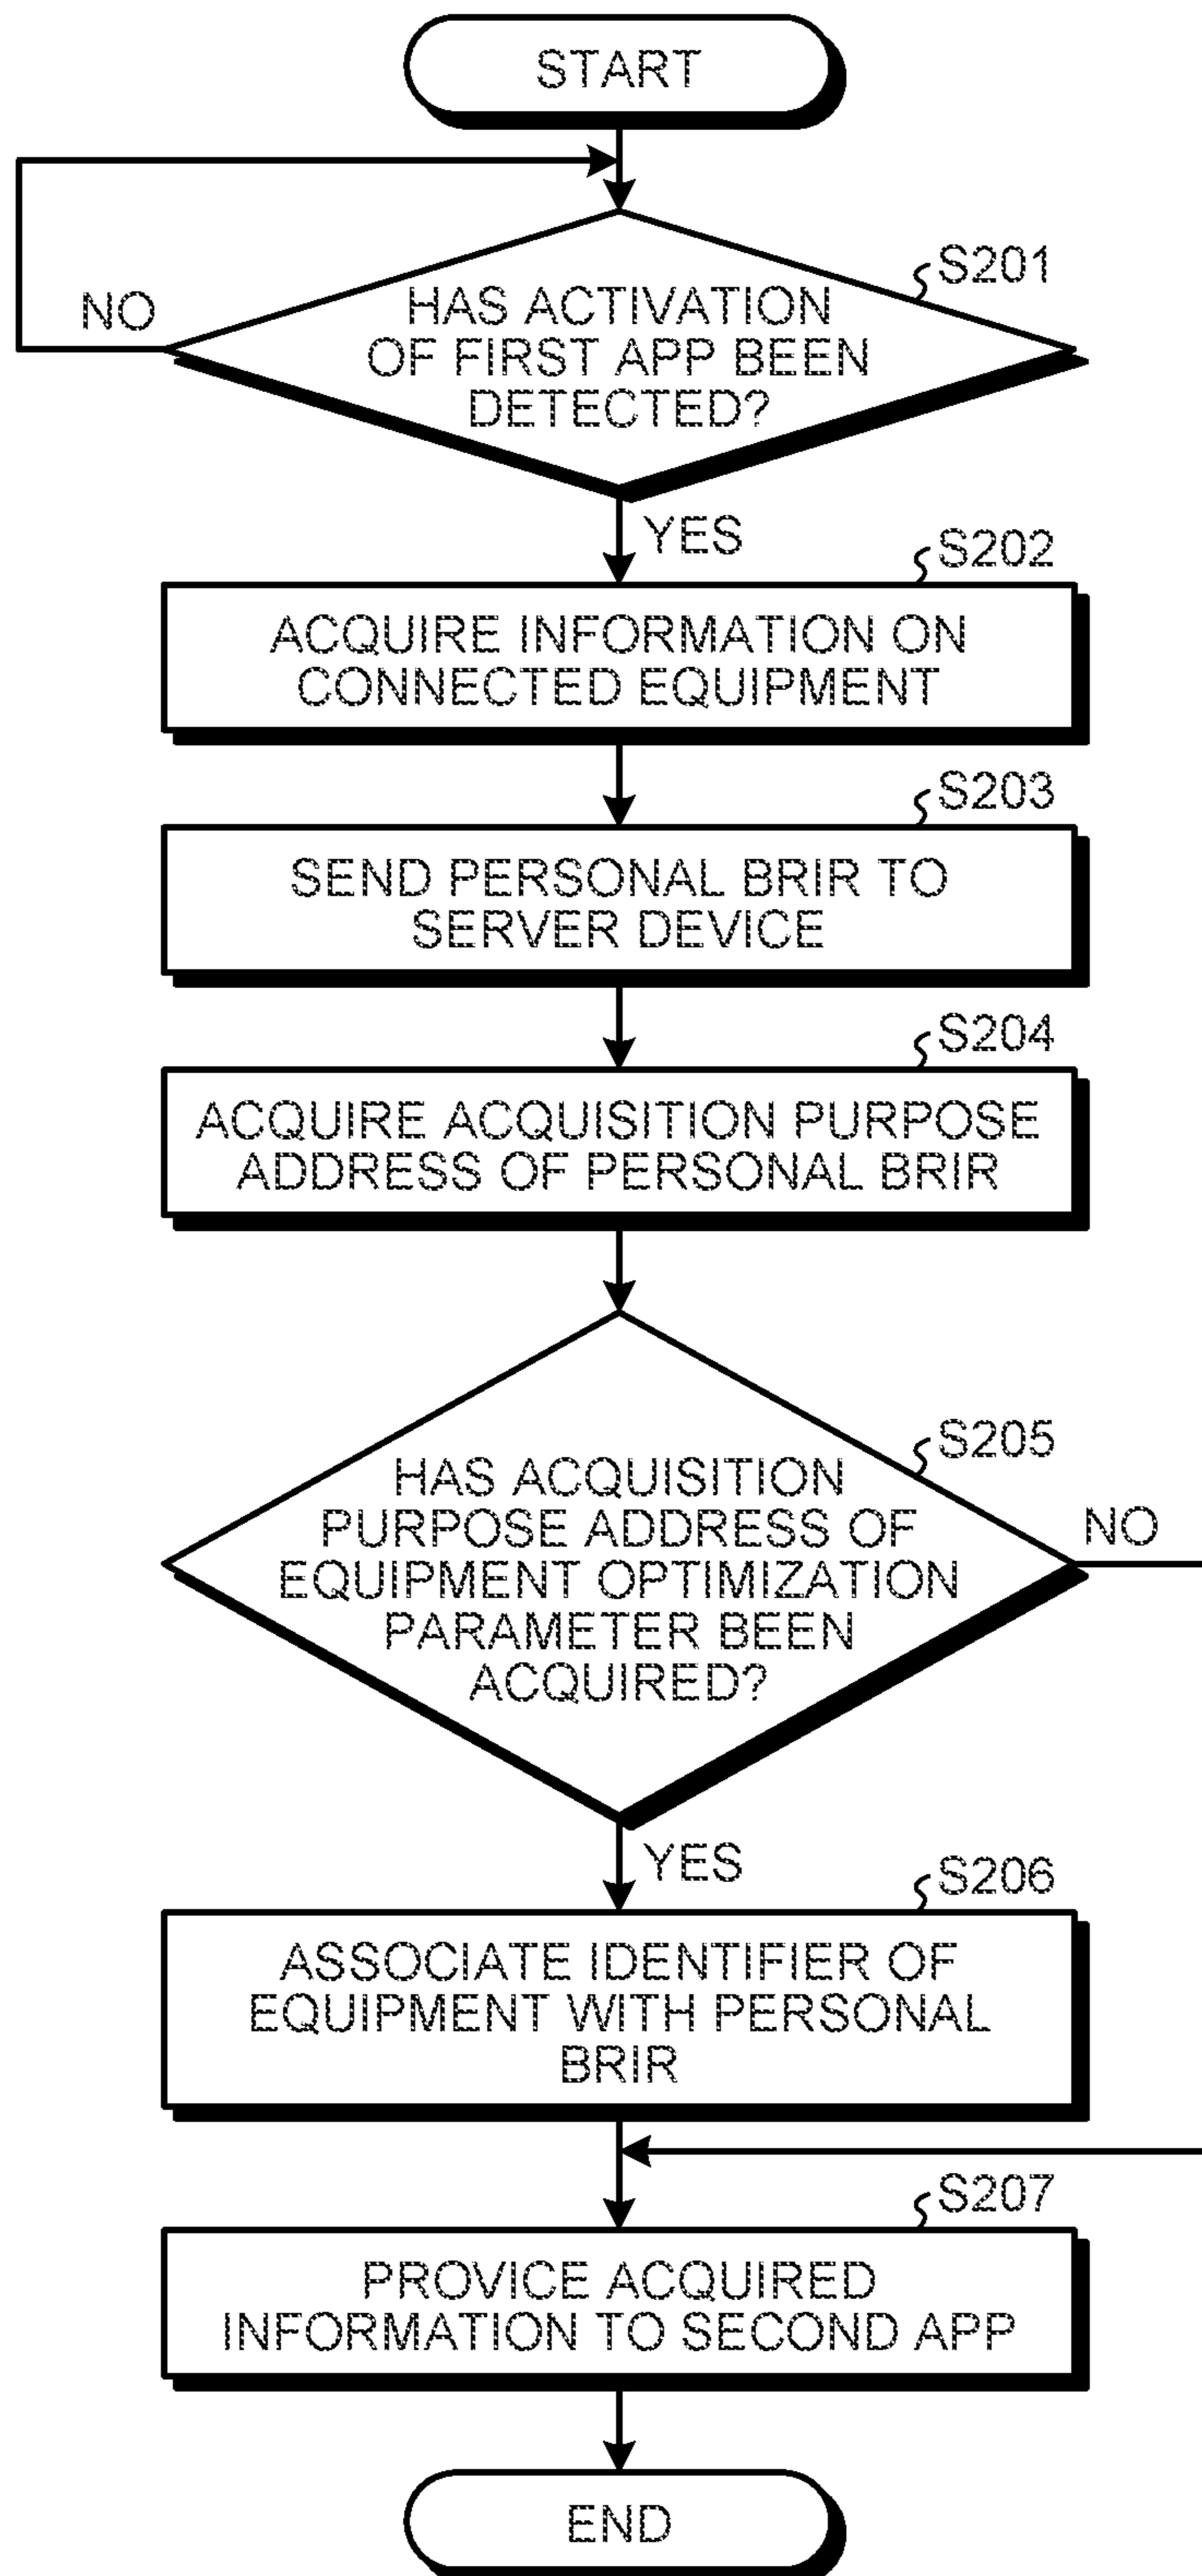 START
S201
NO
HAS ACTIVATION
OF FIRST APP BEEN
DETECTED?
YES
S202
ACQUIRE INFORMATION ON
CONNECTED EQUIPMENT
S203
SEND PERSONAL BRIR TO
SERVER DEVICE
S204
ACQUIRE ACQUISITION PURPOSE
ADDRESS OF PERSONAL BRIR
S205
HAS ACQUISITION
PURPOSE ADDRESS OF
EQUIPMENT OPTIMIZATION
PARAMETER BEEN
ACQUIRED?
NO
YES
S206
ASSOCIATE IDENTIFIER OF
EQUIPMENT WITH PERSONAL
BRIR
S207
PROVICE ACQUIRED
INFORMATION TO SECOND APP
END